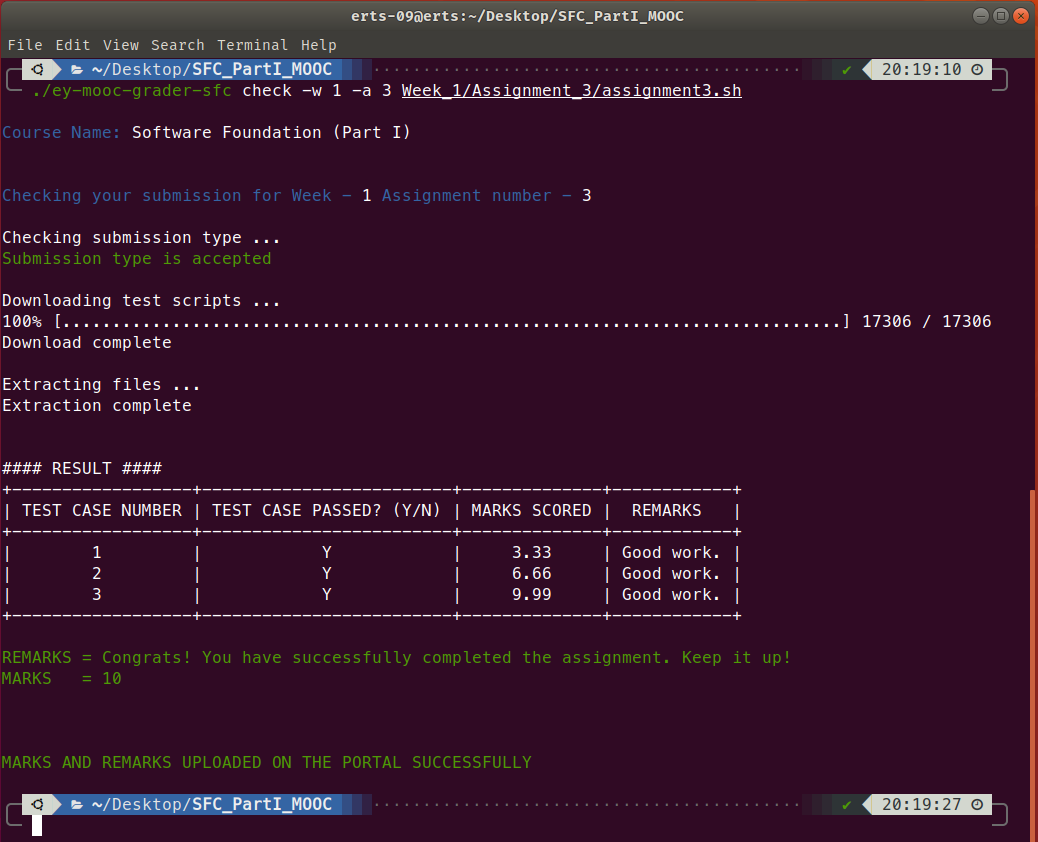 erts-09@erts:~/Desktop/SFC_PartI_MOOC
File Edit View Search Terminal Help
~/Desktop/SFC_PartI_MOOC ✔ 20:19:10
./ey-mooc-grader-sfc check -w 1 -a 3 Week_1/Assignment_3/assignment3.sh
Course Name: Software Foundation (Part I)
Checking your submission for Week - 1 Assignment number - 3
Checking submission type ...
Submission type is accepted
Downloading test scripts ...
100% [..............................................................................] 17306 / 17306
Download complete
Extracting files ...
Extraction complete
#### RESULT ####
+------------------+-------------------------+--------------+------------+
| TEST CASE NUMBER | TEST CASE PASSED? (Y/N) | MARKS SCORED | REMARKS |
+------------------+-------------------------+--------------+------------+
| 1 | Y | 3.33 | Good work. |
| 2 | Y | 6.66 | Good work. |
| 3 | Y | 9.99 | Good work. |
+------------------+-------------------------+--------------+------------+
REMARKS = Congrats! You have successfully completed the assignment. Keep it up!
MARKS = 10
MARKS AND REMARKS UPLOADED ON THE PORTAL SUCCESSFULLY
~/Desktop/SFC_PartI_MOOC ✔ 20:19:27